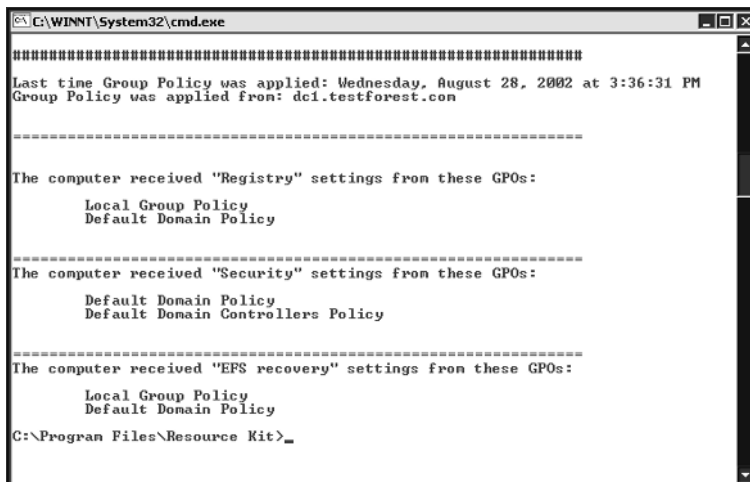 C:\WINNT\System32\cmd.exe
###############################################################
Last time Group Policy was applied: Wednesday, August 28, 2002 at 3:36:31 PM
Group Policy was applied from: dc1.testforest.com
===============================================================
The computer received "Registry" settings from these GPOs:
Local Group Policy
Default Domain Policy
===============================================================
The computer received "Security" settings from these GPOs:
Default Domain Policy
Default Domain Controllers Policy
===============================================================
The computer received "EFS recovery" settings from these GPOs:
Local Group Policy
Default Domain Policy
C:\Program Files\Resource Kit>_